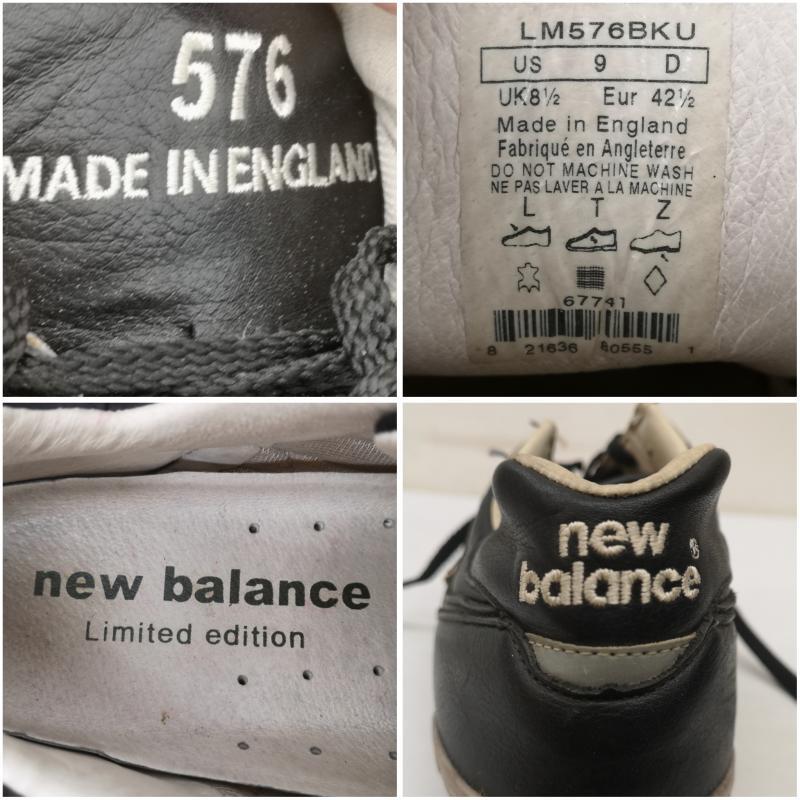 576
MADE IN ENGLAND
LM576BKU
US 9 D
UK8½ Eur 42½
Made in England
Fabriqué en Angleterre
DO NOT MACHINE WASH
NE PAS LAVER A LA MACHINE
L T Z
67741
8 21636 80555 1
new balance
Limited edition
new
balance®